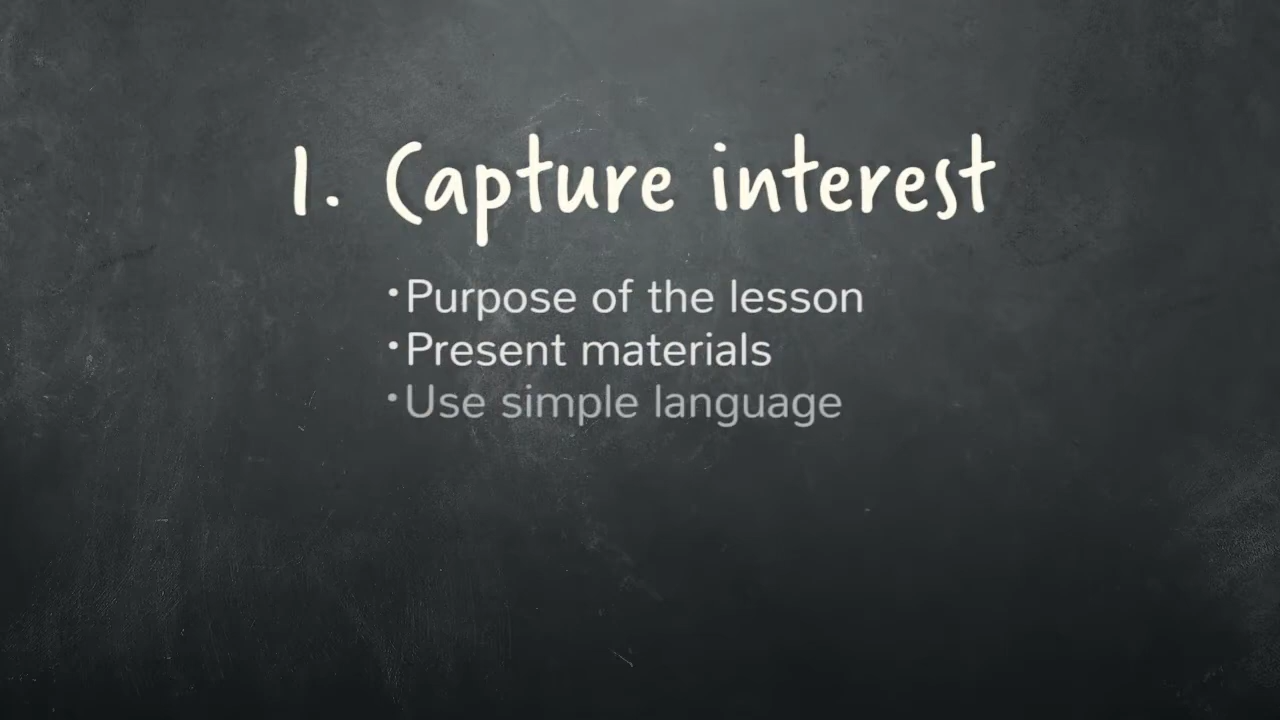 1. Capture interest
•Purpose of the lesson
•Present materials
•Use simple language